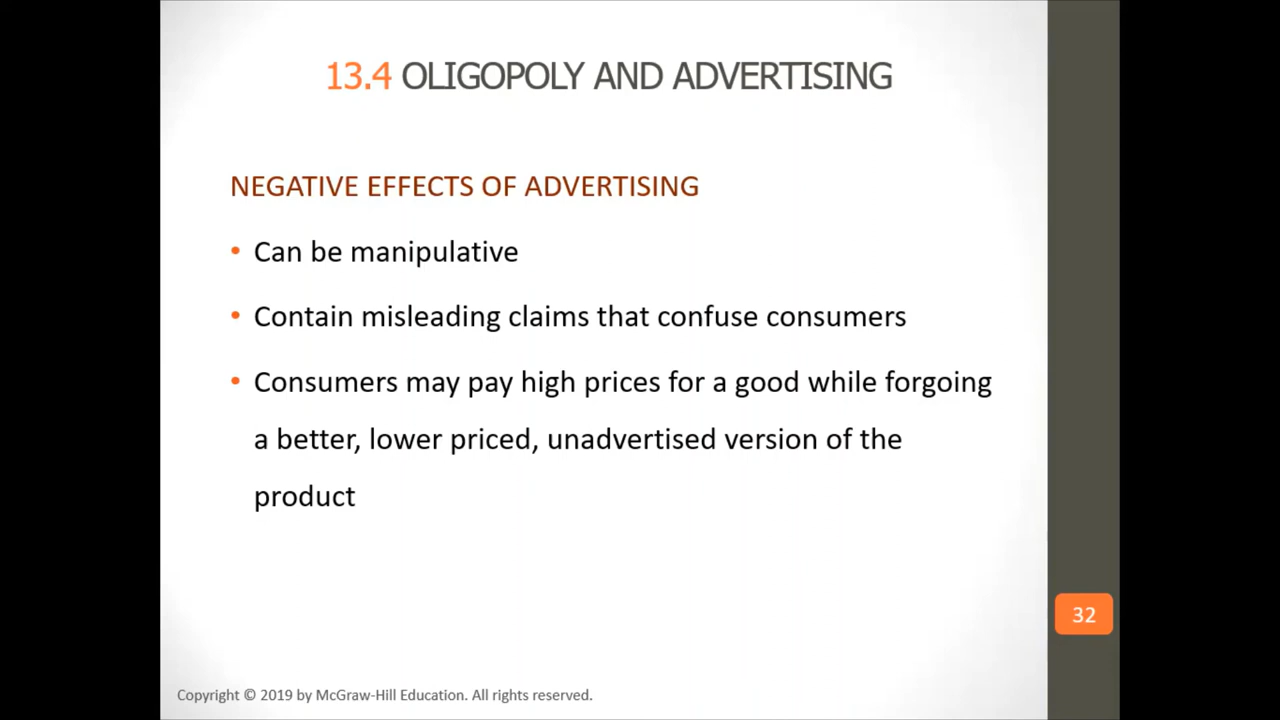 13.4 OLIGOPOLY AND ADVERTISING
NEGATIVE EFFECTS OF ADVERTISING
• Can be manipulative
• Contain misleading claims that confuse consumers
• Consumers may pay high prices for a good while forgoing
a better, lower priced, unadvertised version of the
product
32
Copyright © 2019 by McGraw-Hill Education. All rights reserved.